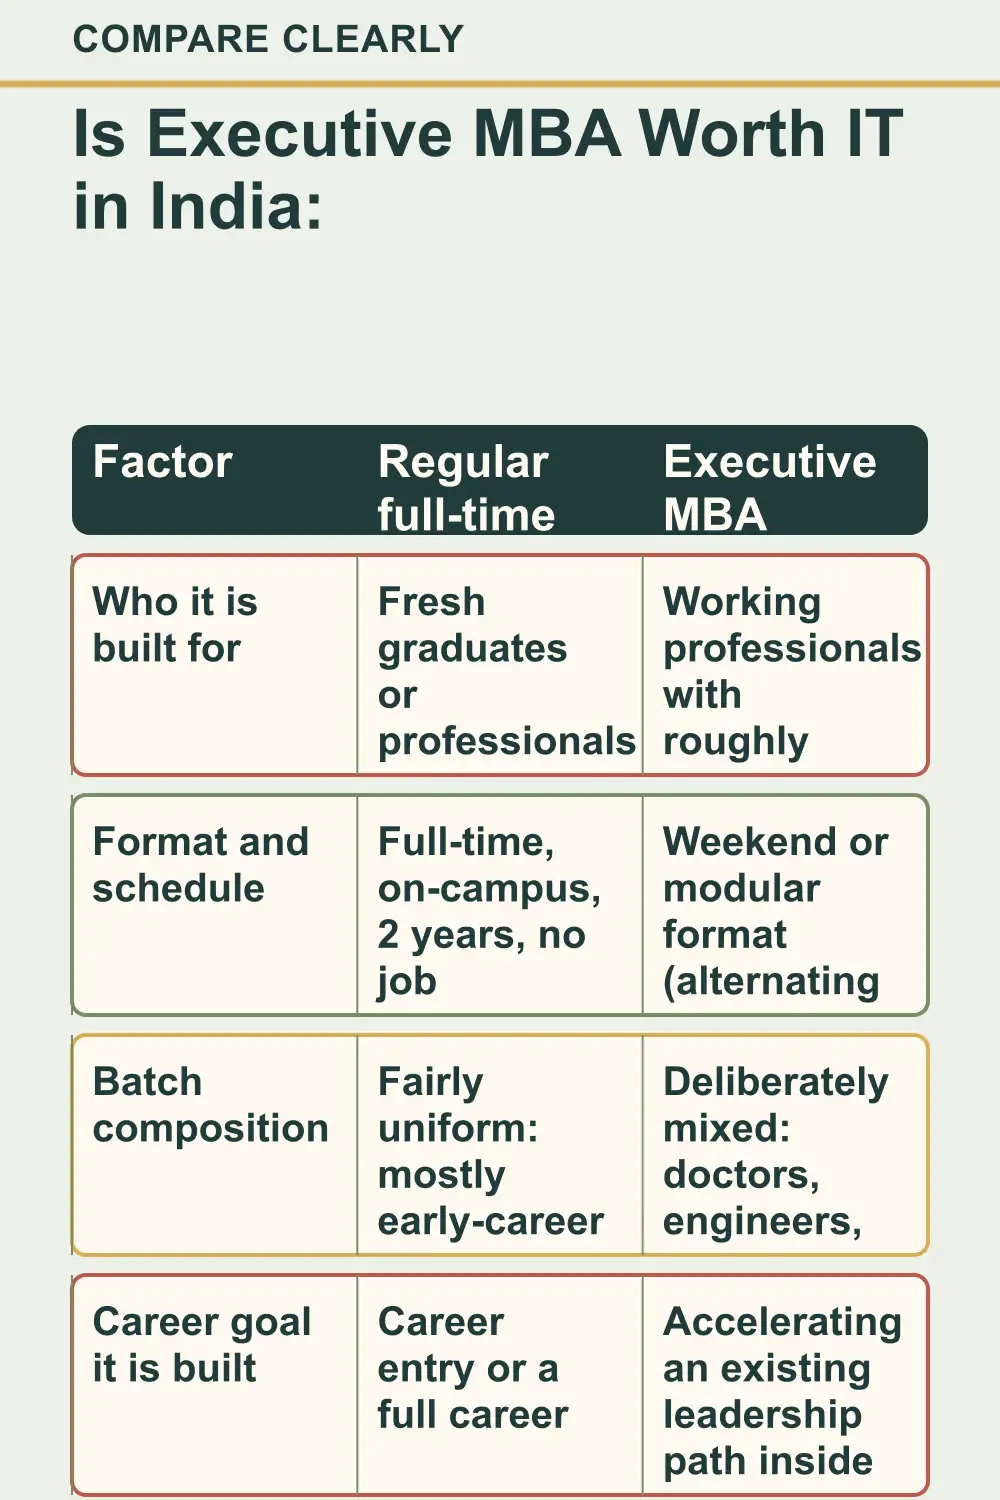 COMPARE CLEARLY
Is Executive MBA Worth IT
in India:
Factor
Regular
full-time
Executive
MBA
Who it is
built for
Fresh
graduates
or
professionals
Working
professionals
with
roughly
Format and
schedule
Full-time,
on-campus,
2 years, no
job
Weekend or
modular
format
(alternating
Batch
composition
Fairly
uniform:
mostly
early-career
Deliberately
mixed:
doctors,
engineers,
Career goal
it is built
Career
entry or a
full career
Accelerating
an existing
leadership
path inside